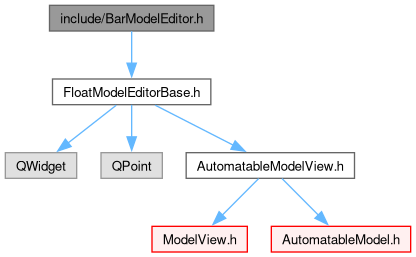 include/BarModelEditor.h
FloatModelEditorBase.h
QWidget
QPoint
AutomatableModelView.h
ModelView.h
AutomatableModel.h